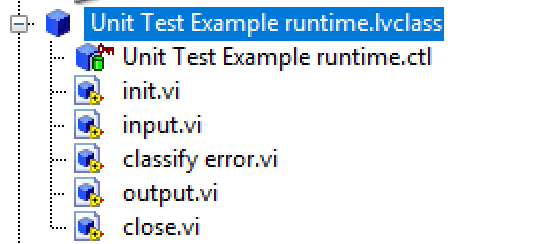 Unit Test Example runtime.lvclass
Unit Test Example runtime.ctl
init.vi
input.vi
classify error.vi
output.vi
close.vi